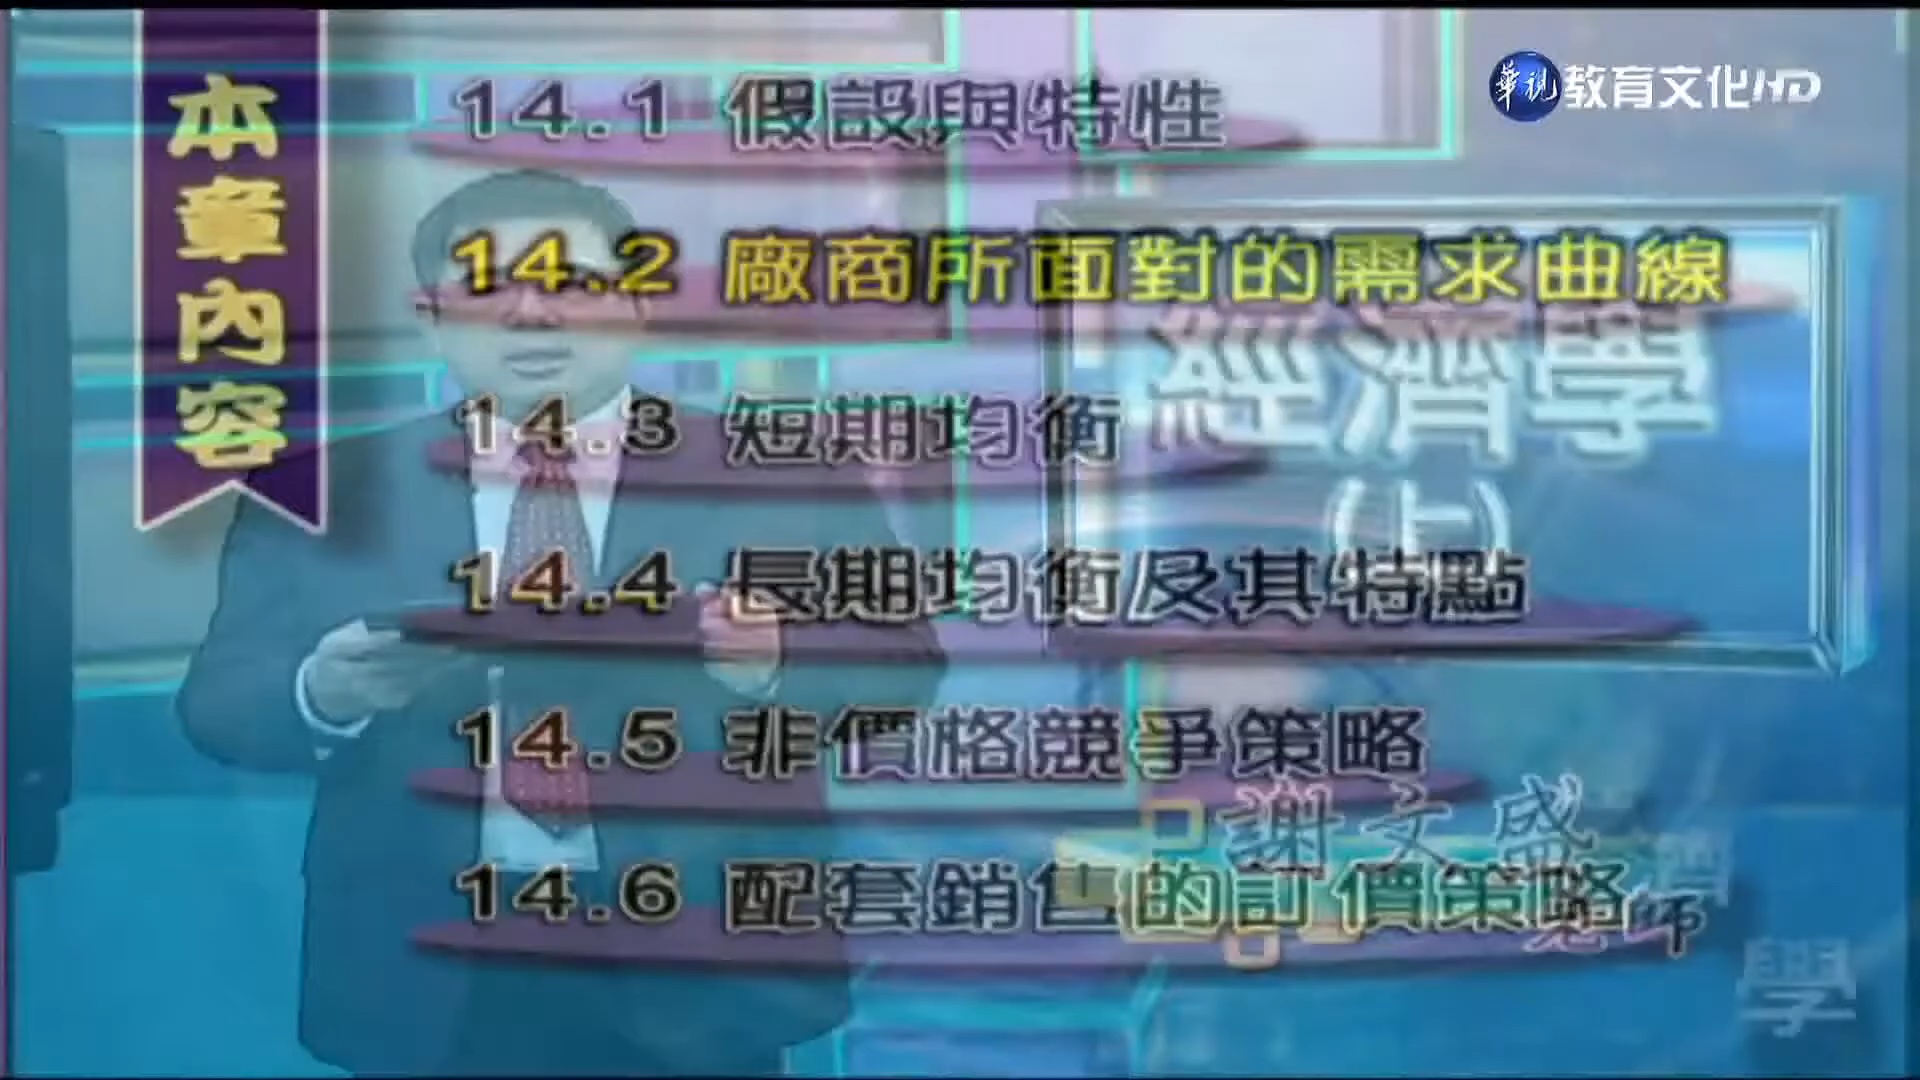 華視 教育文化HD
本章內容
14.1 假設與特性
14.2 廠商所面對的需求曲線
14.3 短期均衡
14.4 長期均衡及其特點
14.5 非價格競爭策略
14.6 配套銷售的訂價策略
經濟學
(上)
謝文盛
老師
濟
學